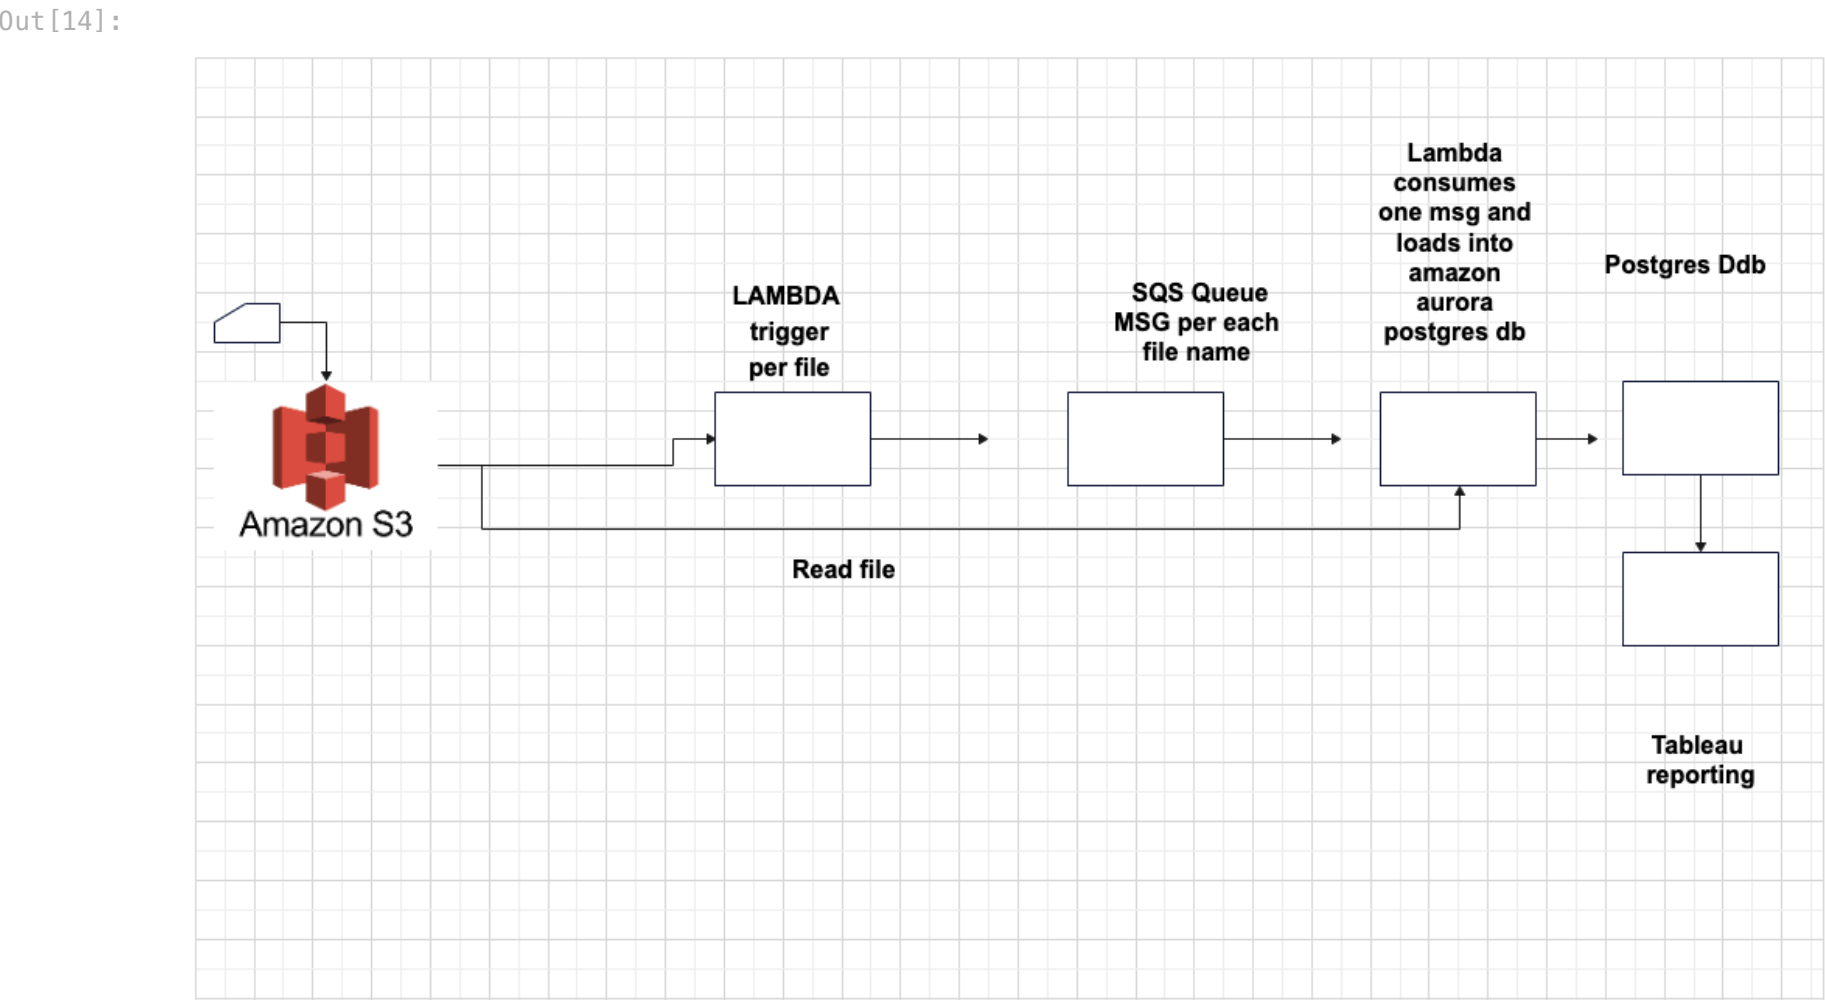 Out[14]:
Lambda
consumes
one msg and
loads into
amazon
aurora
postgres db
Postgres Ddb
LAMBDA
trigger
per file
SQS Queue
MSG per each
file name
Amazon S3
Read file
Tableau
reporting